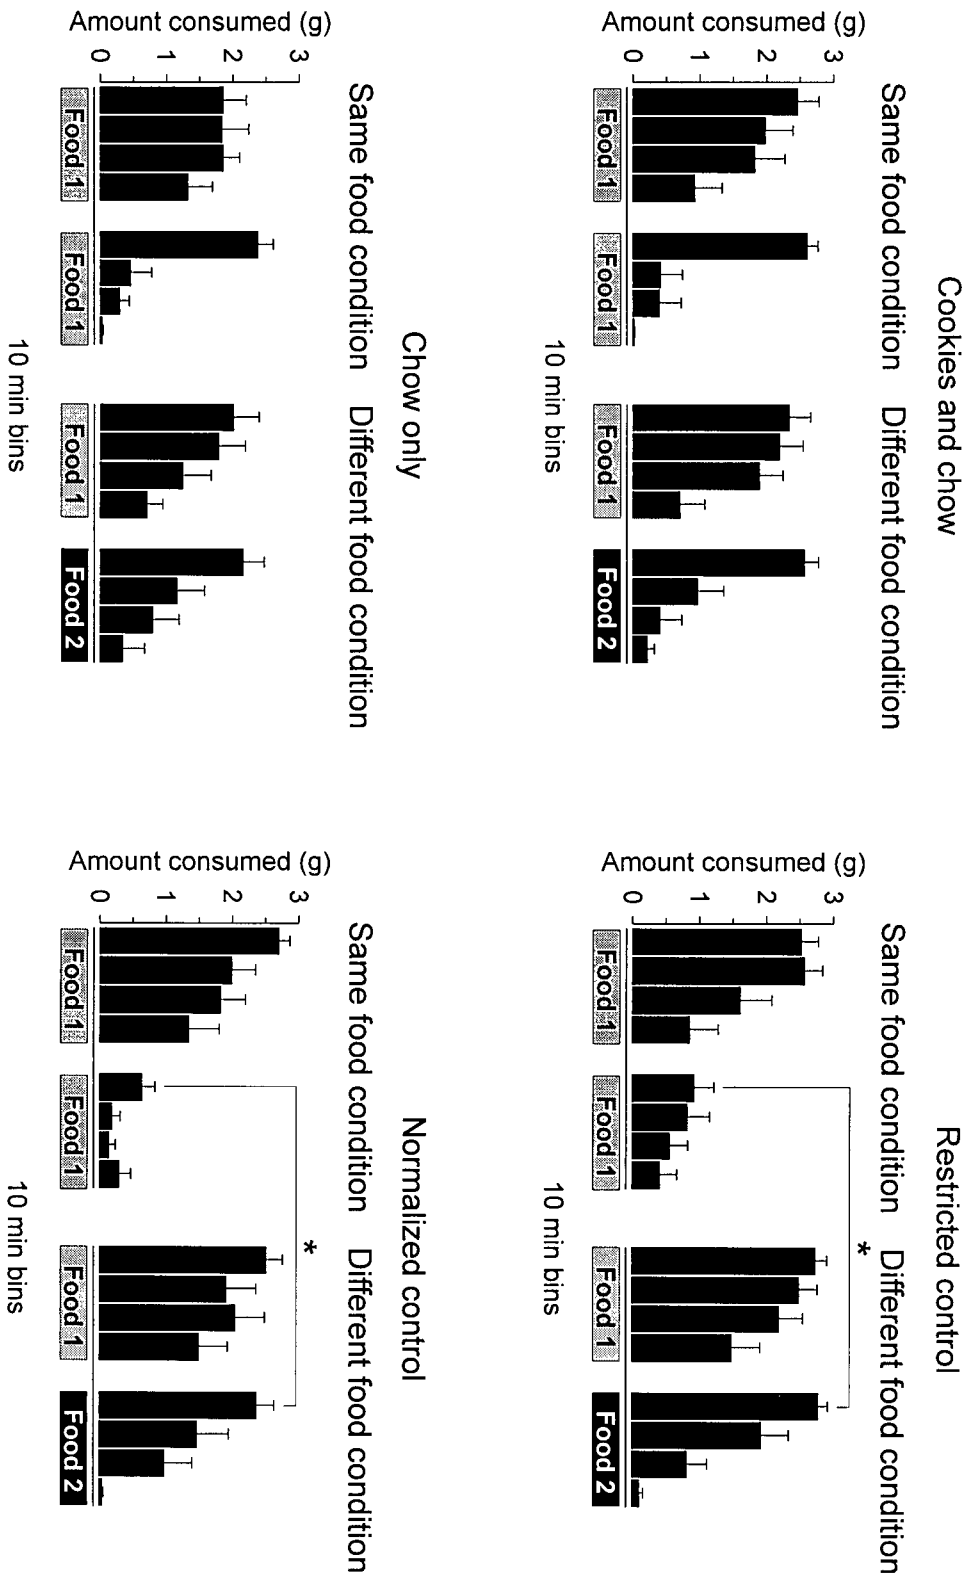 Cookies and chow
Same food condition Different food condition
Amount consumed (g)
3
2
1
0
Food 1 Food 1 Food 1 Food 2
10 min bins
Restricted control
Same food condition Different food condition
*
Amount consumed (g)
3
2
1
0
Food 1 Food 1 Food 1 Food 2
10 min bins
Chow only
Same food condition Different food condition
Amount consumed (g)
3
2
1
0
Food 1 Food 1 Food 1 Food 2
10 min bins
Normalized control
Same food condition Different food condition
*
Amount consumed (g)
3
2
1
0
Food 1 Food 1 Food 1 Food 2
10 min bins